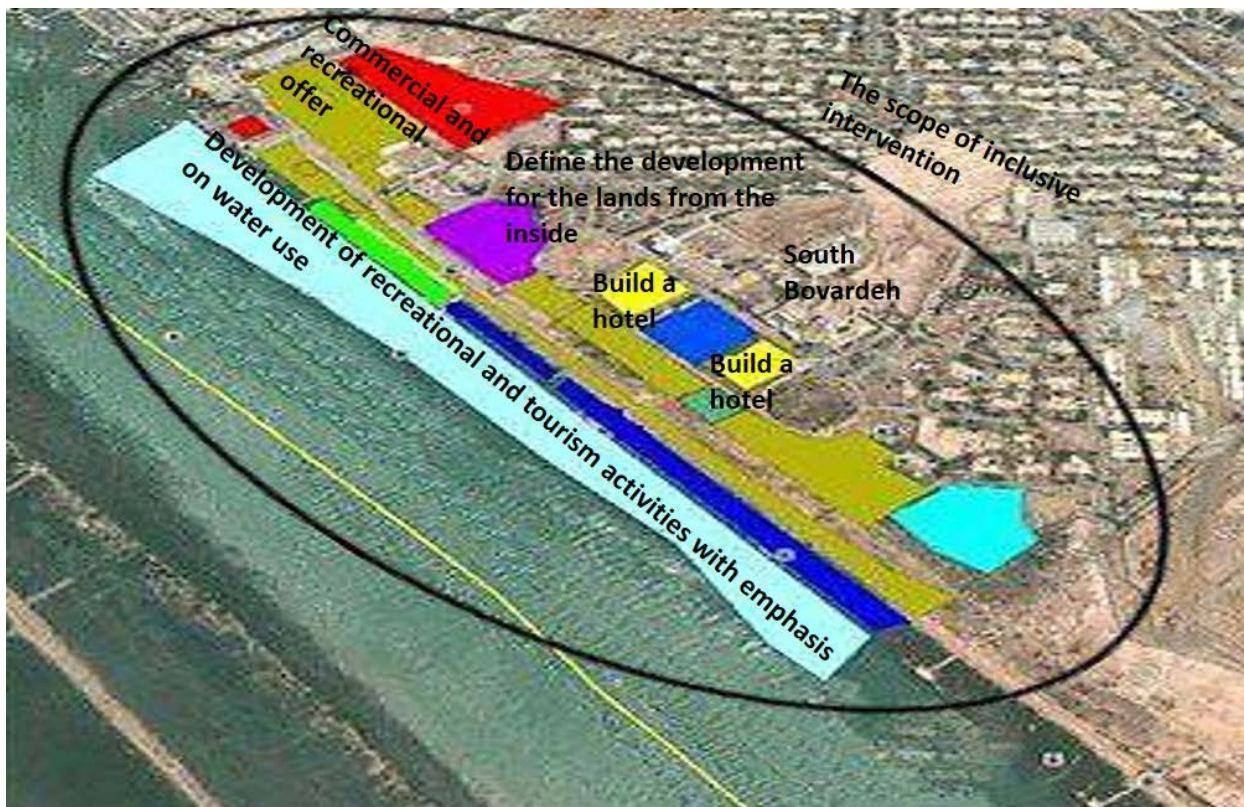 Commercial and
recreational
offer
The scope of inclusive
intervention
Define the development
for the lands from the
inside
Development of recreational and tourism activities with emphasis
on water use
South
Bovardeh
Build a
hotel
Build a
hotel